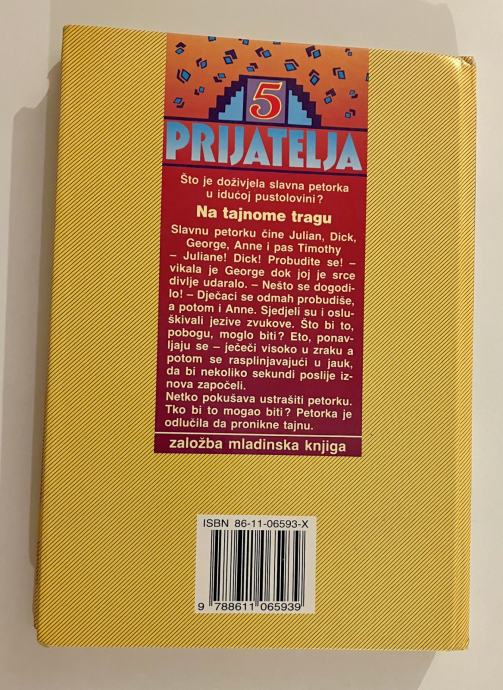 5
PRIJATELJA
Što je doživjela slavna petorka
u idućoj pustolovini?
Na tajnome tragu
Slavnu petorku čine Julian, Dick,
George, Anne i pas Timothy
– Juliane! Dick! Probudite se! –
vikala je George dok joj je srce
divlje udaralo. – Nešto se dogodi-
lo! – Dječaci se odmah probudiše,
a potom i Anne. Sjedjeli su i oslu-
škivali jezive zvukove. Što bi to,
pobogu, moglo biti? Eto, ponav-
ljaju se – ječeći visoko u zraku a
potom se rasplinjavajući u jauk,
da bi nekoliko sekundi poslije iz-
nova započeli.
Netko pokušava ustrašiti petorku.
Tko bi to mogao biti? Petorka je
odlučila da pronikne tajnu.
založba mladinska knjiga
ISBN 86-11-06593-X
9 788611 065939